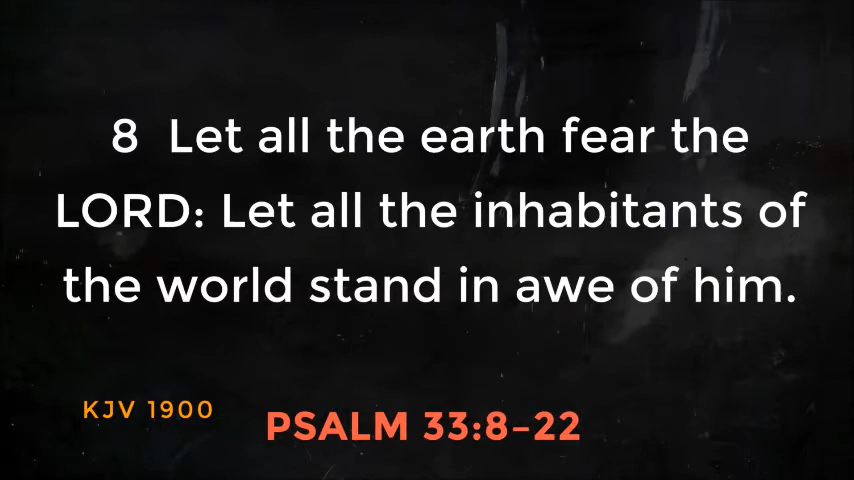 8 Let all the earth fear the
LORD: Let all the inhabitants of
the world stand in awe of him.
KJV 1900
PSALM 33:8–22